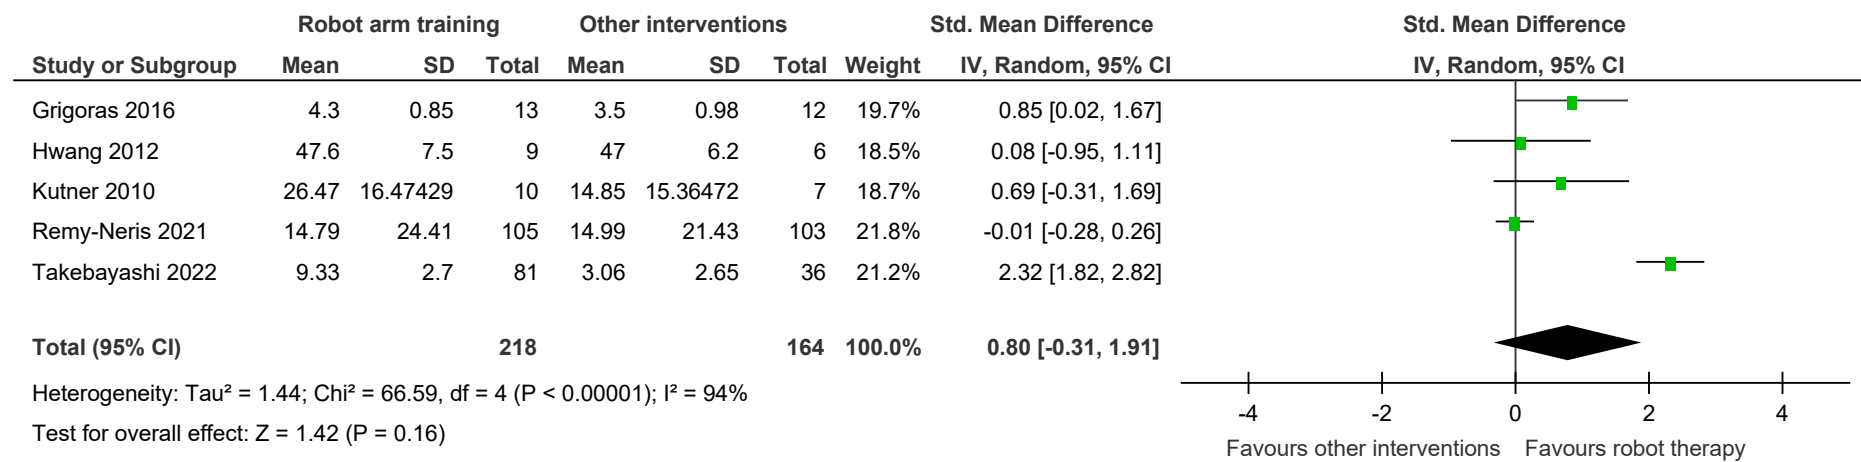 Robot arm training Other interventions Std. Mean Difference Std. Mean Difference
Study or Subgroup Mean SD Total Mean SD Total Weight IV, Random, 95% CI IV, Random, 95% CI
Grigoras 2016 4.3 0.85 13 3.5 0.98 12 19.7% 0.85 [0.02, 1.67]
Hwang 2012 47.6 7.5 9 47 6.2 6 18.5% 0.08 [-0.95, 1.11]
Kutner 2010 26.47 16.47429 10 14.85 15.36472 7 18.7% 0.69 [-0.31, 1.69]
Remy-Neris 2021 14.79 24.41 105 14.99 21.43 103 21.8% -0.01 [-0.28, 0.26]
Takebayashi 2022 9.33 2.7 81 3.06 2.65 36 21.2% 2.32 [1.82, 2.82]
Total (95% CI) 218 164 100.0% 0.80 [-0.31, 1.91]
Heterogeneity: Tau² = 1.44; Chi² = 66.59, df = 4 (P < 0.00001); I² = 94%
Test for overall effect: Z = 1.42 (P = 0.16)
-4 -2 0 2 4
Favours other interventions Favours robot therapy